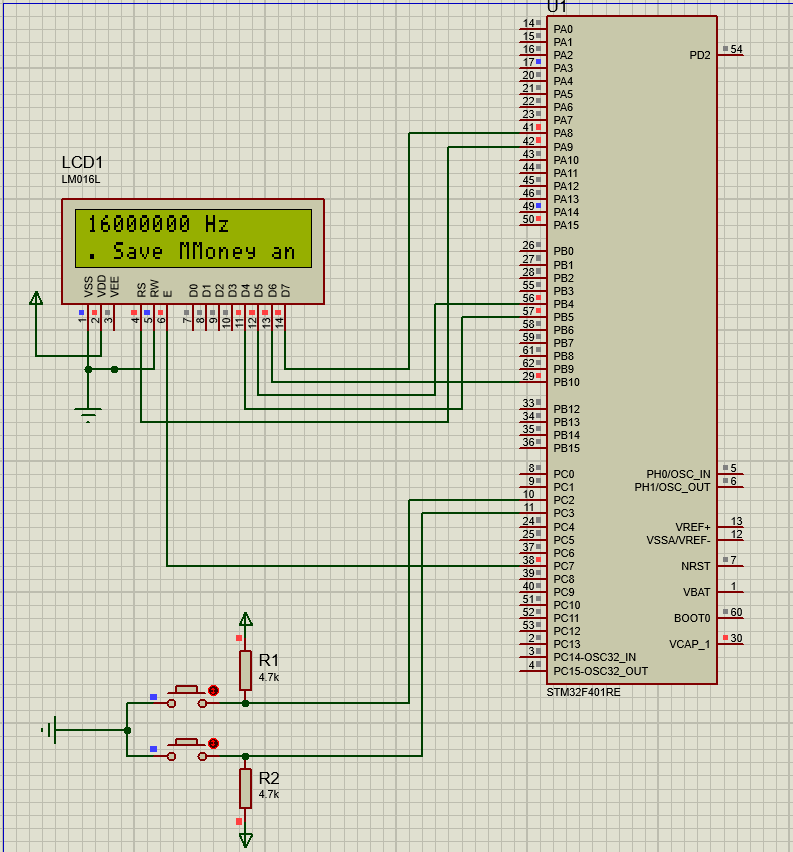 U1
14 PA0
15 PA1
16 PA2
17 PA3
20 PA4
21 PA5
22 PA6
23 PA7
41 PA8
42 PA9
43 PA10
44 PA11
45 PA12
46 PA13
49 PA14
50 PA15
26 PB0
27 PB1
28 PB2
55 PB3
56 PB4
57 PB5
58 PB6
59 PB7
61 PB8
62 PB9
29 PB10
33 PB12
34 PB13
35 PB14
36 PB15
8 PC0
9 PC1
10 PC2
11 PC3
24 PC4
25 PC5
37 PC6
38 PC7
39 PC8
40 PC9
51 PC10
52 PC11
53 PC12
2 PC13
3 PC14-OSC32_IN
4 PC15-OSC32_OUT
PD2 54
PH0/OSC_IN 5
PH1/OSC_OUT 6
VREF+ 13
VSSA/VREF- 12
NRST 7
VBAT 1
BOOT0 60
VCAP_1 30
STM32F401RE
LCD1
LM016L
16000000 Hz
. Save MMoney an
VSS VDD VEE RS RW E D0 D1 D2 D3 D4 D5 D6 D7
1 2 3 4 5 6 7 8 9 10 11 12 13 14
R1
4.7k
R2
4.7k